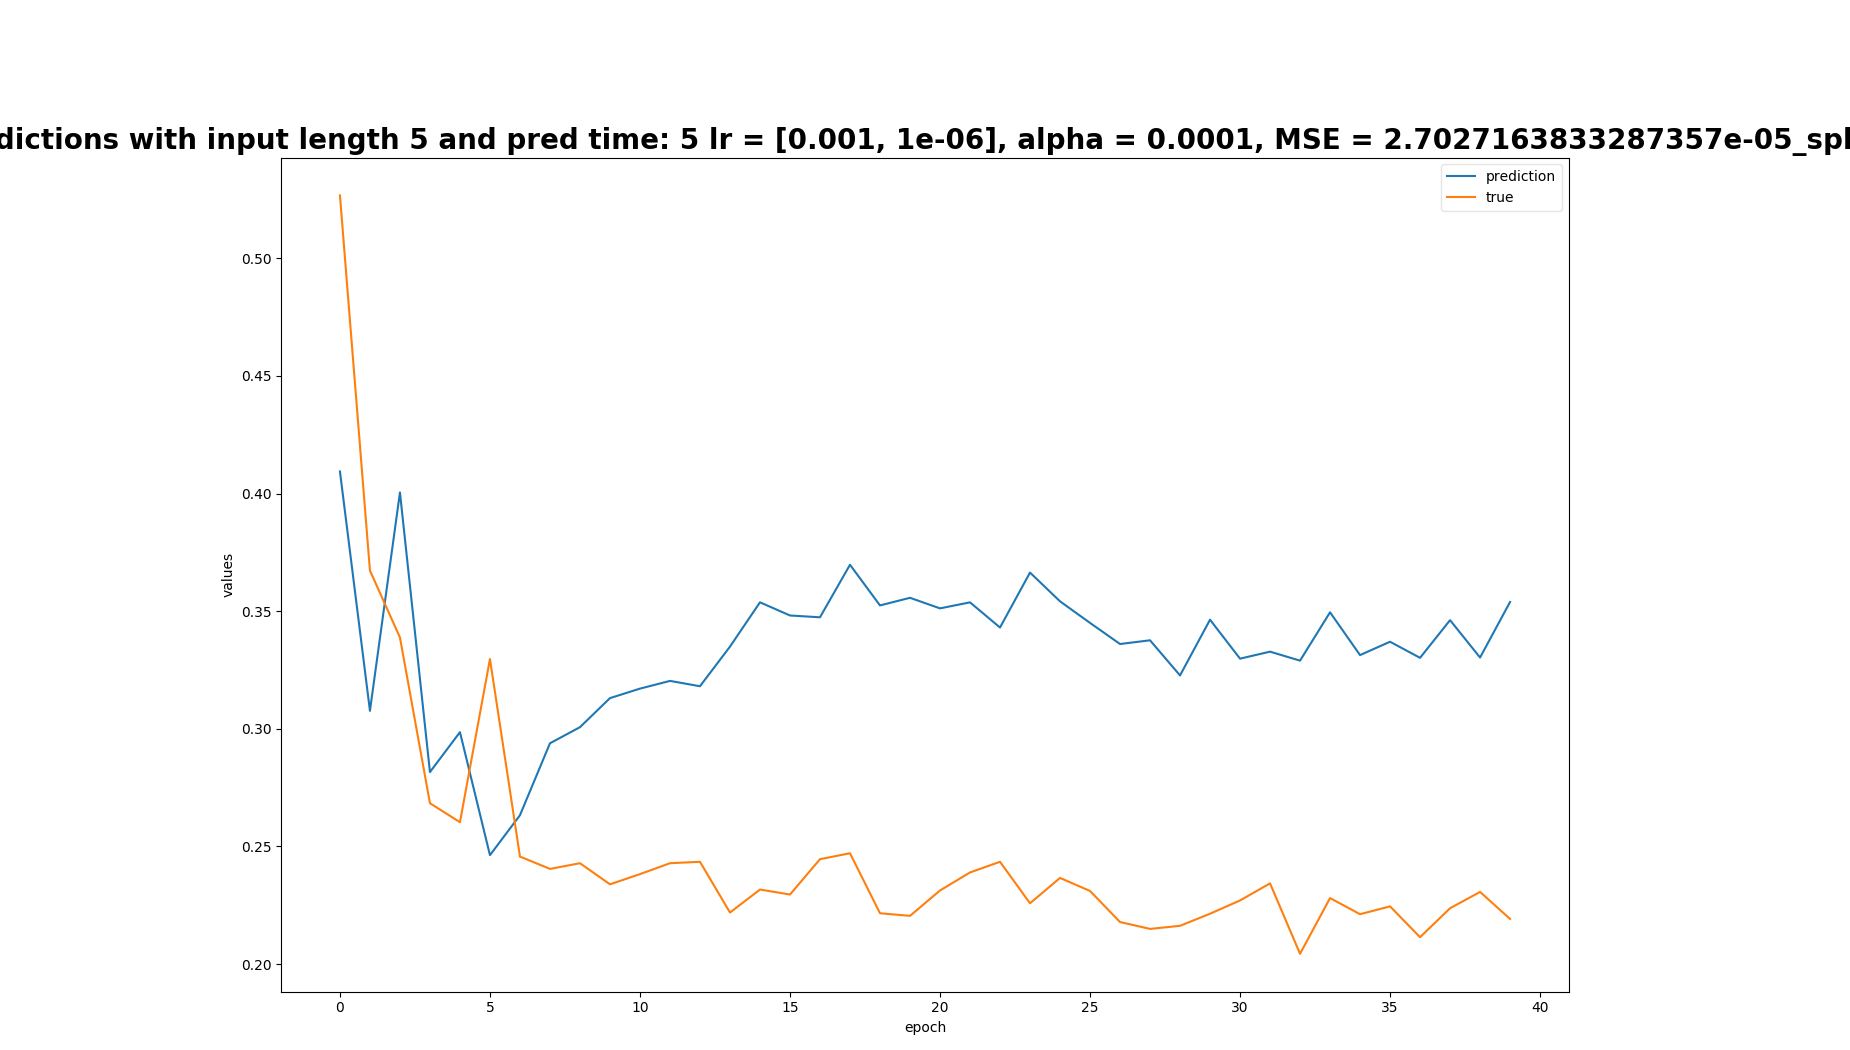 dictions with input length 5 and pred time: 5 lr = [0.001, 1e-06], alpha = 0.0001, MSE = 2.7027163833287357e-05_spl
prediction
true
0.50
0.45
0.40
0.35
0.30
0.25
0.20
values
0 5 10 15 20 25 30 35 40
epoch